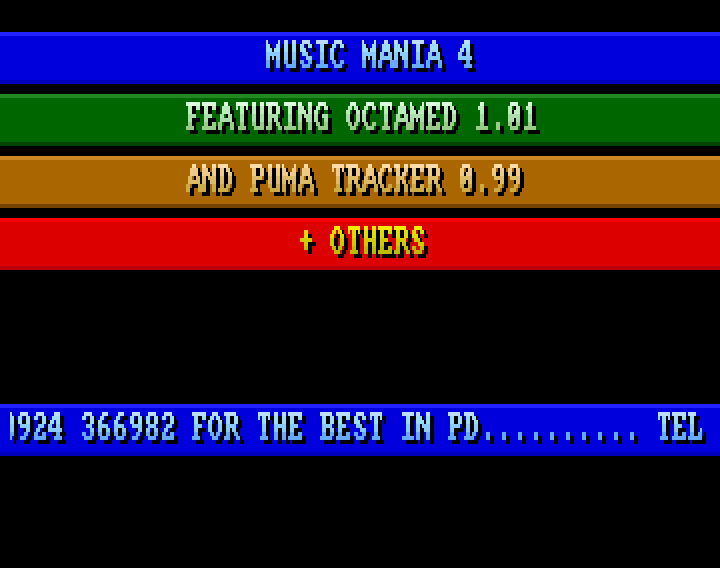 MUSIC MANIA 4
FEATURING OCTAMED 1.01
AND PUMA TRACKER 0.99
+ OTHERS
924 366982 FOR THE BEST IN PD.......... TEL